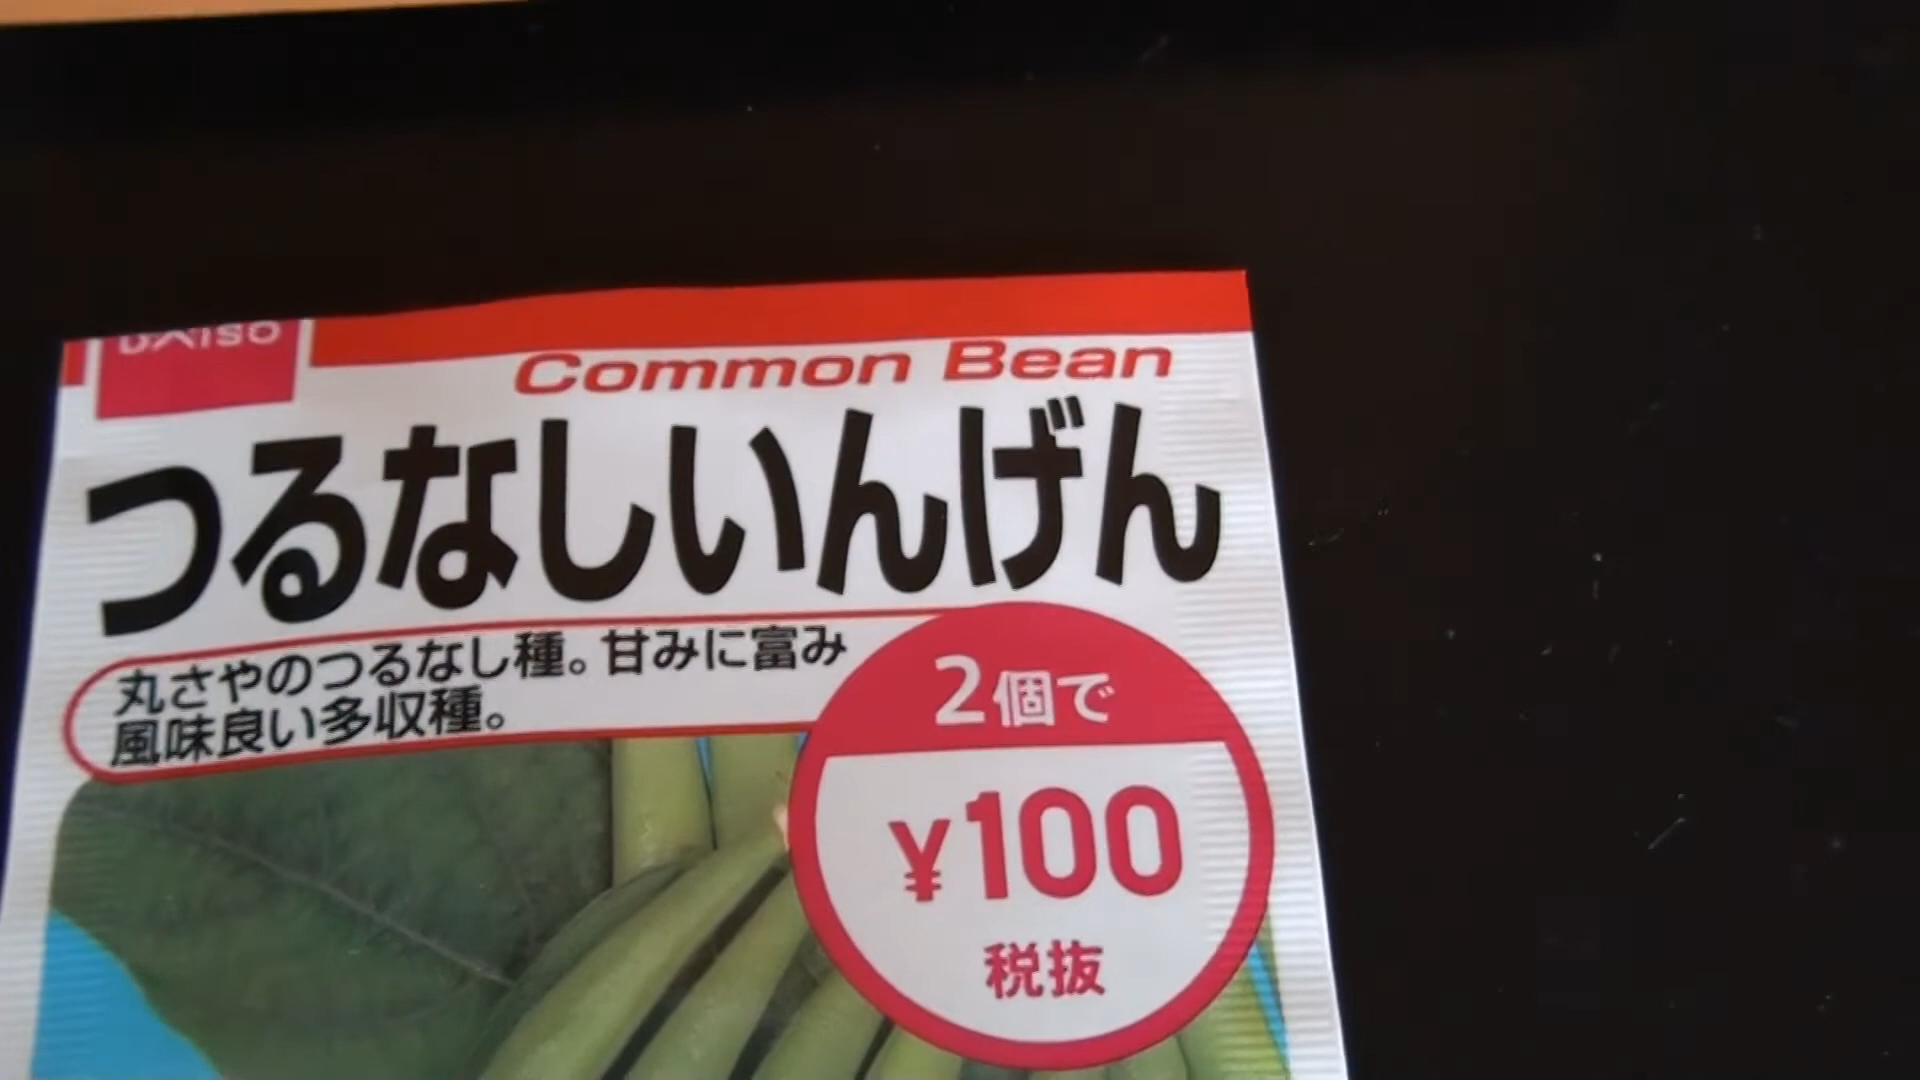 DAISO
Common Bean
つるなしいんげん
丸さやのつるなし種。甘みに富み
風味良い多収種。
2個で
¥100
税抜